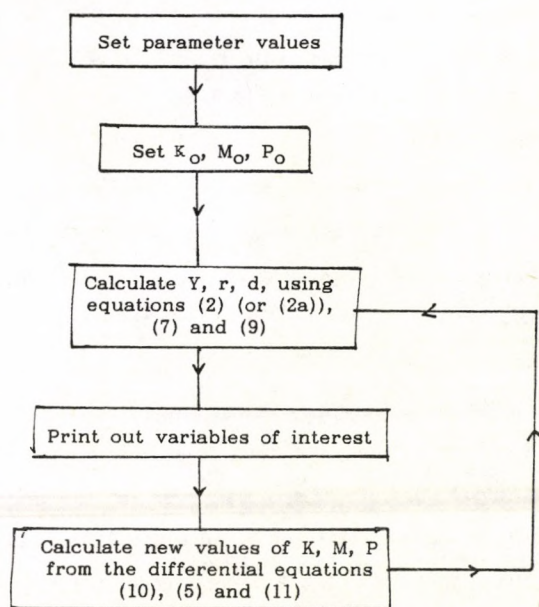 Set parameter values
Set K₀, M₀, P₀
Calculate Y, r, d, using
equations (2) (or (2a)),
(7) and (9)
Print out variables of interest
Calculate new values of K, M, P
from the differential equations
(10), (5) and (11)